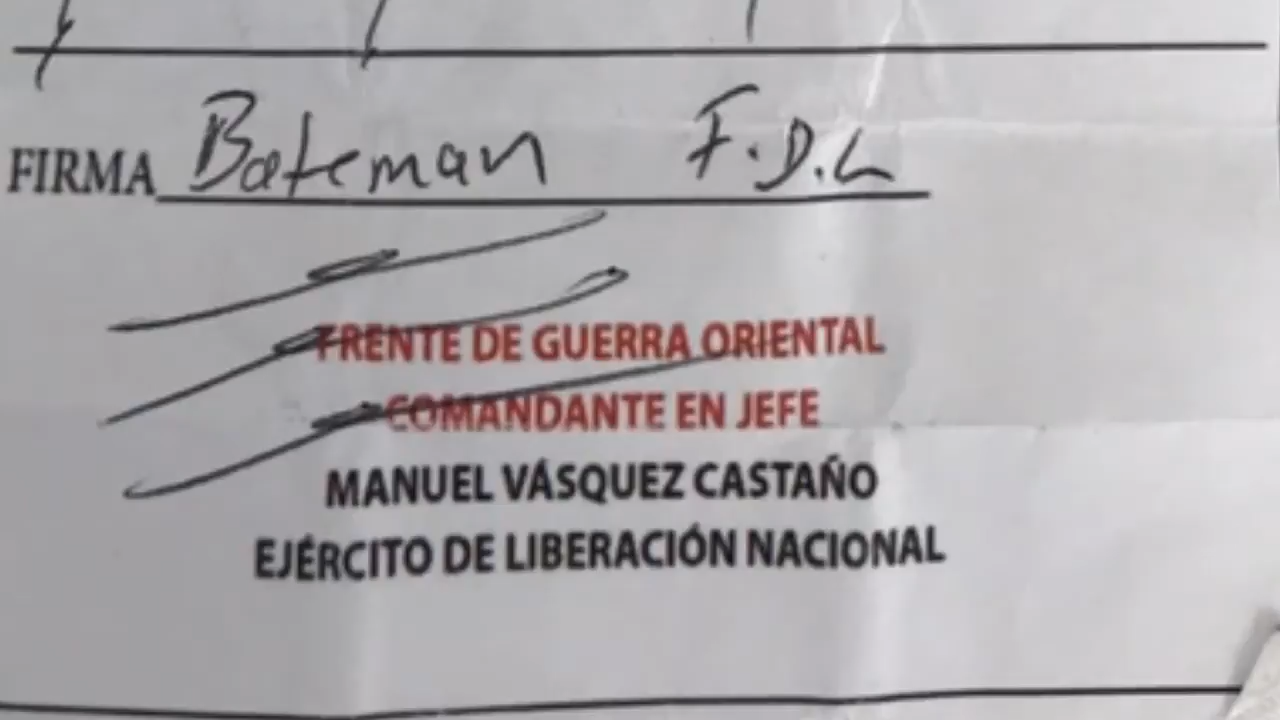 FIRMA Bateman F.D.L
FRENTE DE GUERRA ORIENTAL
COMANDANTE EN JEFE
MANUEL VÁSQUEZ CASTAÑO
EJÉRCITO DE LIBERACIÓN NACIONAL